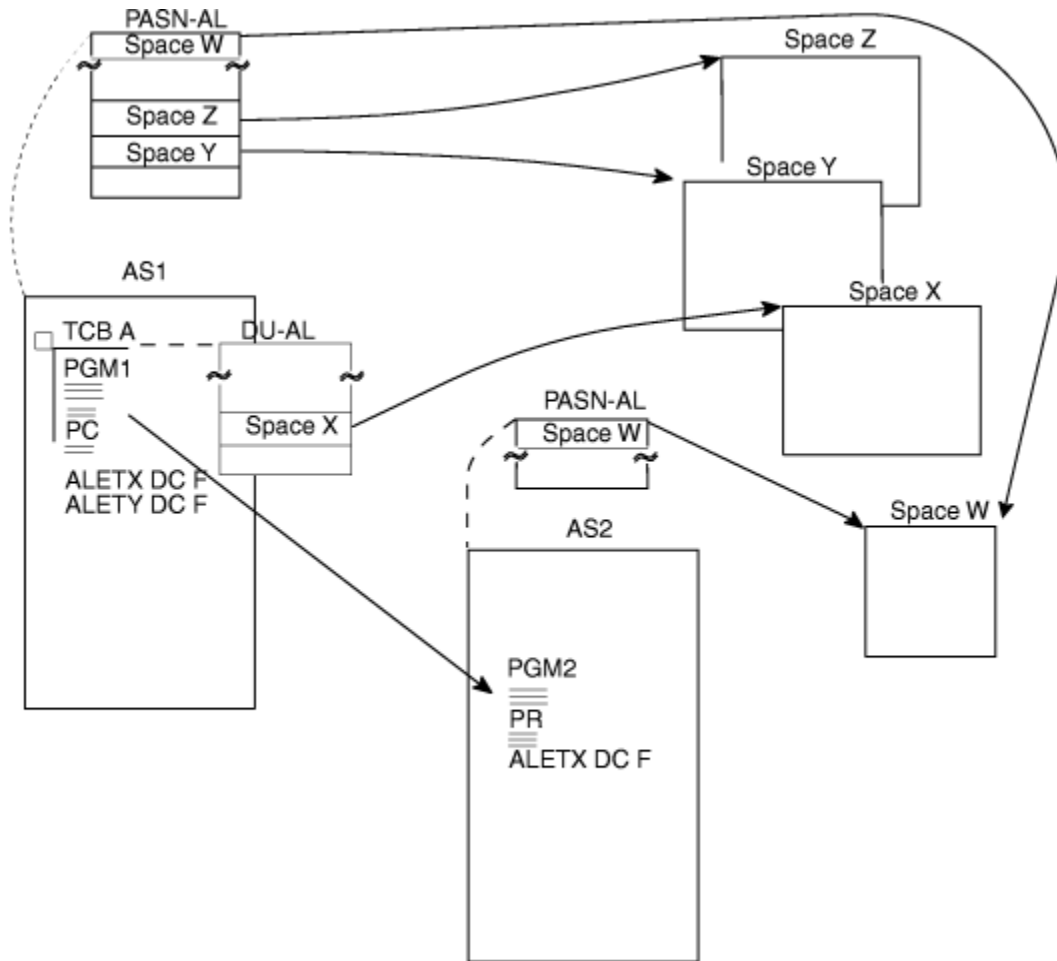 PASN-AL
Space W
Space Z
Space Z
Space Y
Space Y
AS1
Space X
TCB A
DU-AL
PGM1
PASN-AL
Space X
Space W
PC
ALETX DC F
ALETY DC F
Space W
AS2
PGM2
PR
ALETX DC F